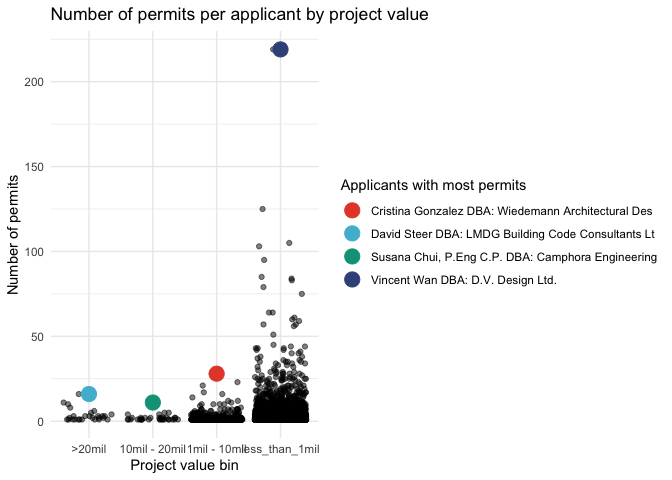 Number of permits per applicant by project value
200
150
100
50
0
Number of permits
>20mil
10mil - 20mil
1mil - 10mil
less_than_1mil
Project value bin
Applicants with most permits
Cristina Gonzalez DBA: Wiedemann Architectural Des
David Steer DBA: LMDG Building Code Consultants Lt
Susana Chui, P.Eng C.P. DBA: Camphora Engineering
Vincent Wan DBA: D.V. Design Ltd.